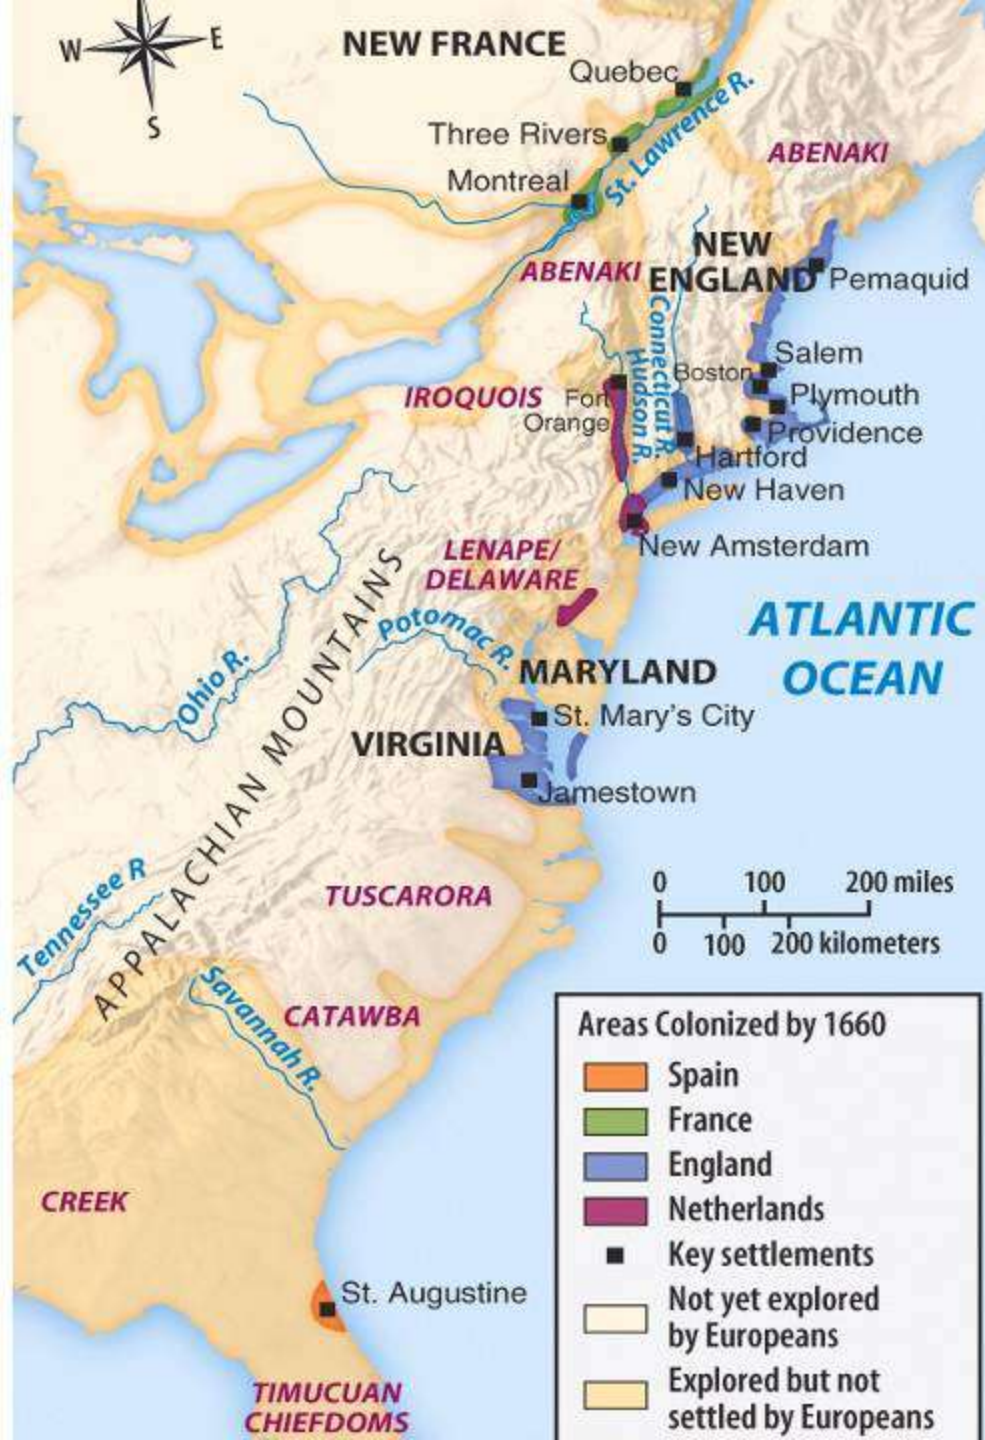 W
E
S
NEW FRANCE
Quebec
St. Lawrence R.
Three Rivers
ABENAKI
Montreal
NEW
ENGLAND
ABENAKI
Pemaquid
Connecticut R.
Hudson R.
Salem
Boston
IROQUOIS
Plymouth
Fort
Orange
Providence
Hartford
New Haven
New Amsterdam
LENAPE/
DELAWARE
ATLANTIC
OCEAN
Potomac R.
MARYLAND
Ohio R.
St. Mary's City
APPALACHIAN MOUNTAINS
VIRGINIA
Jamestown
Tennessee R
TUSCARORA
0 100 200 miles
0 100 200 kilometers
Savannah R.
CATAWBA
CREEK
St. Augustine
TIMUCUAN
CHIEFDOMS
Areas Colonized by 1660
Spain
France
England
Netherlands
Key settlements
Not yet explored
by Europeans
Explored but not
settled by Europeans